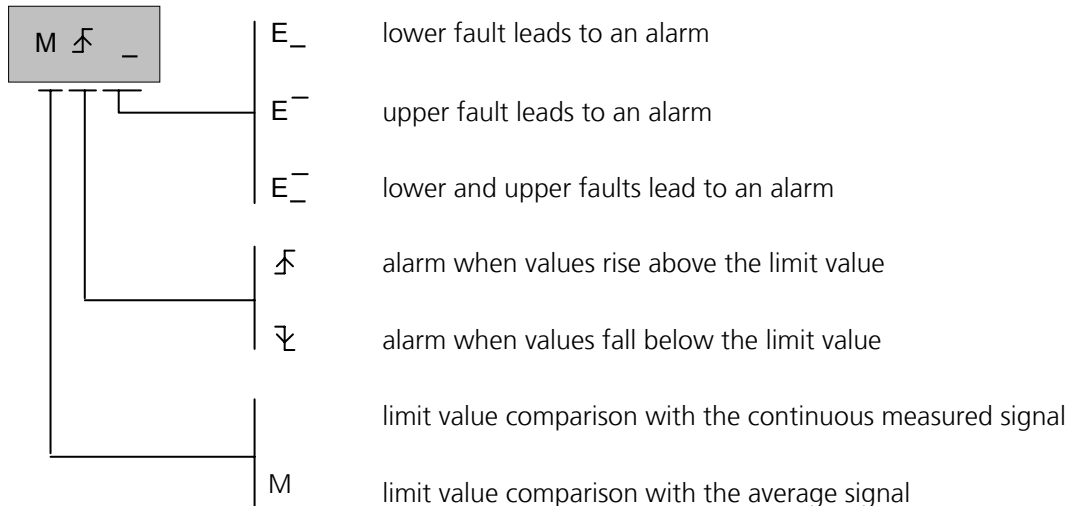 M _
E_ lower fault leads to an alarm
E‾ upper fault leads to an alarm
E_‾ lower and upper faults lead to an alarm
alarm when values rise above the limit value
alarm when values fall below the limit value
limit value comparison with the continuous measured signal
M limit value comparison with the average signal